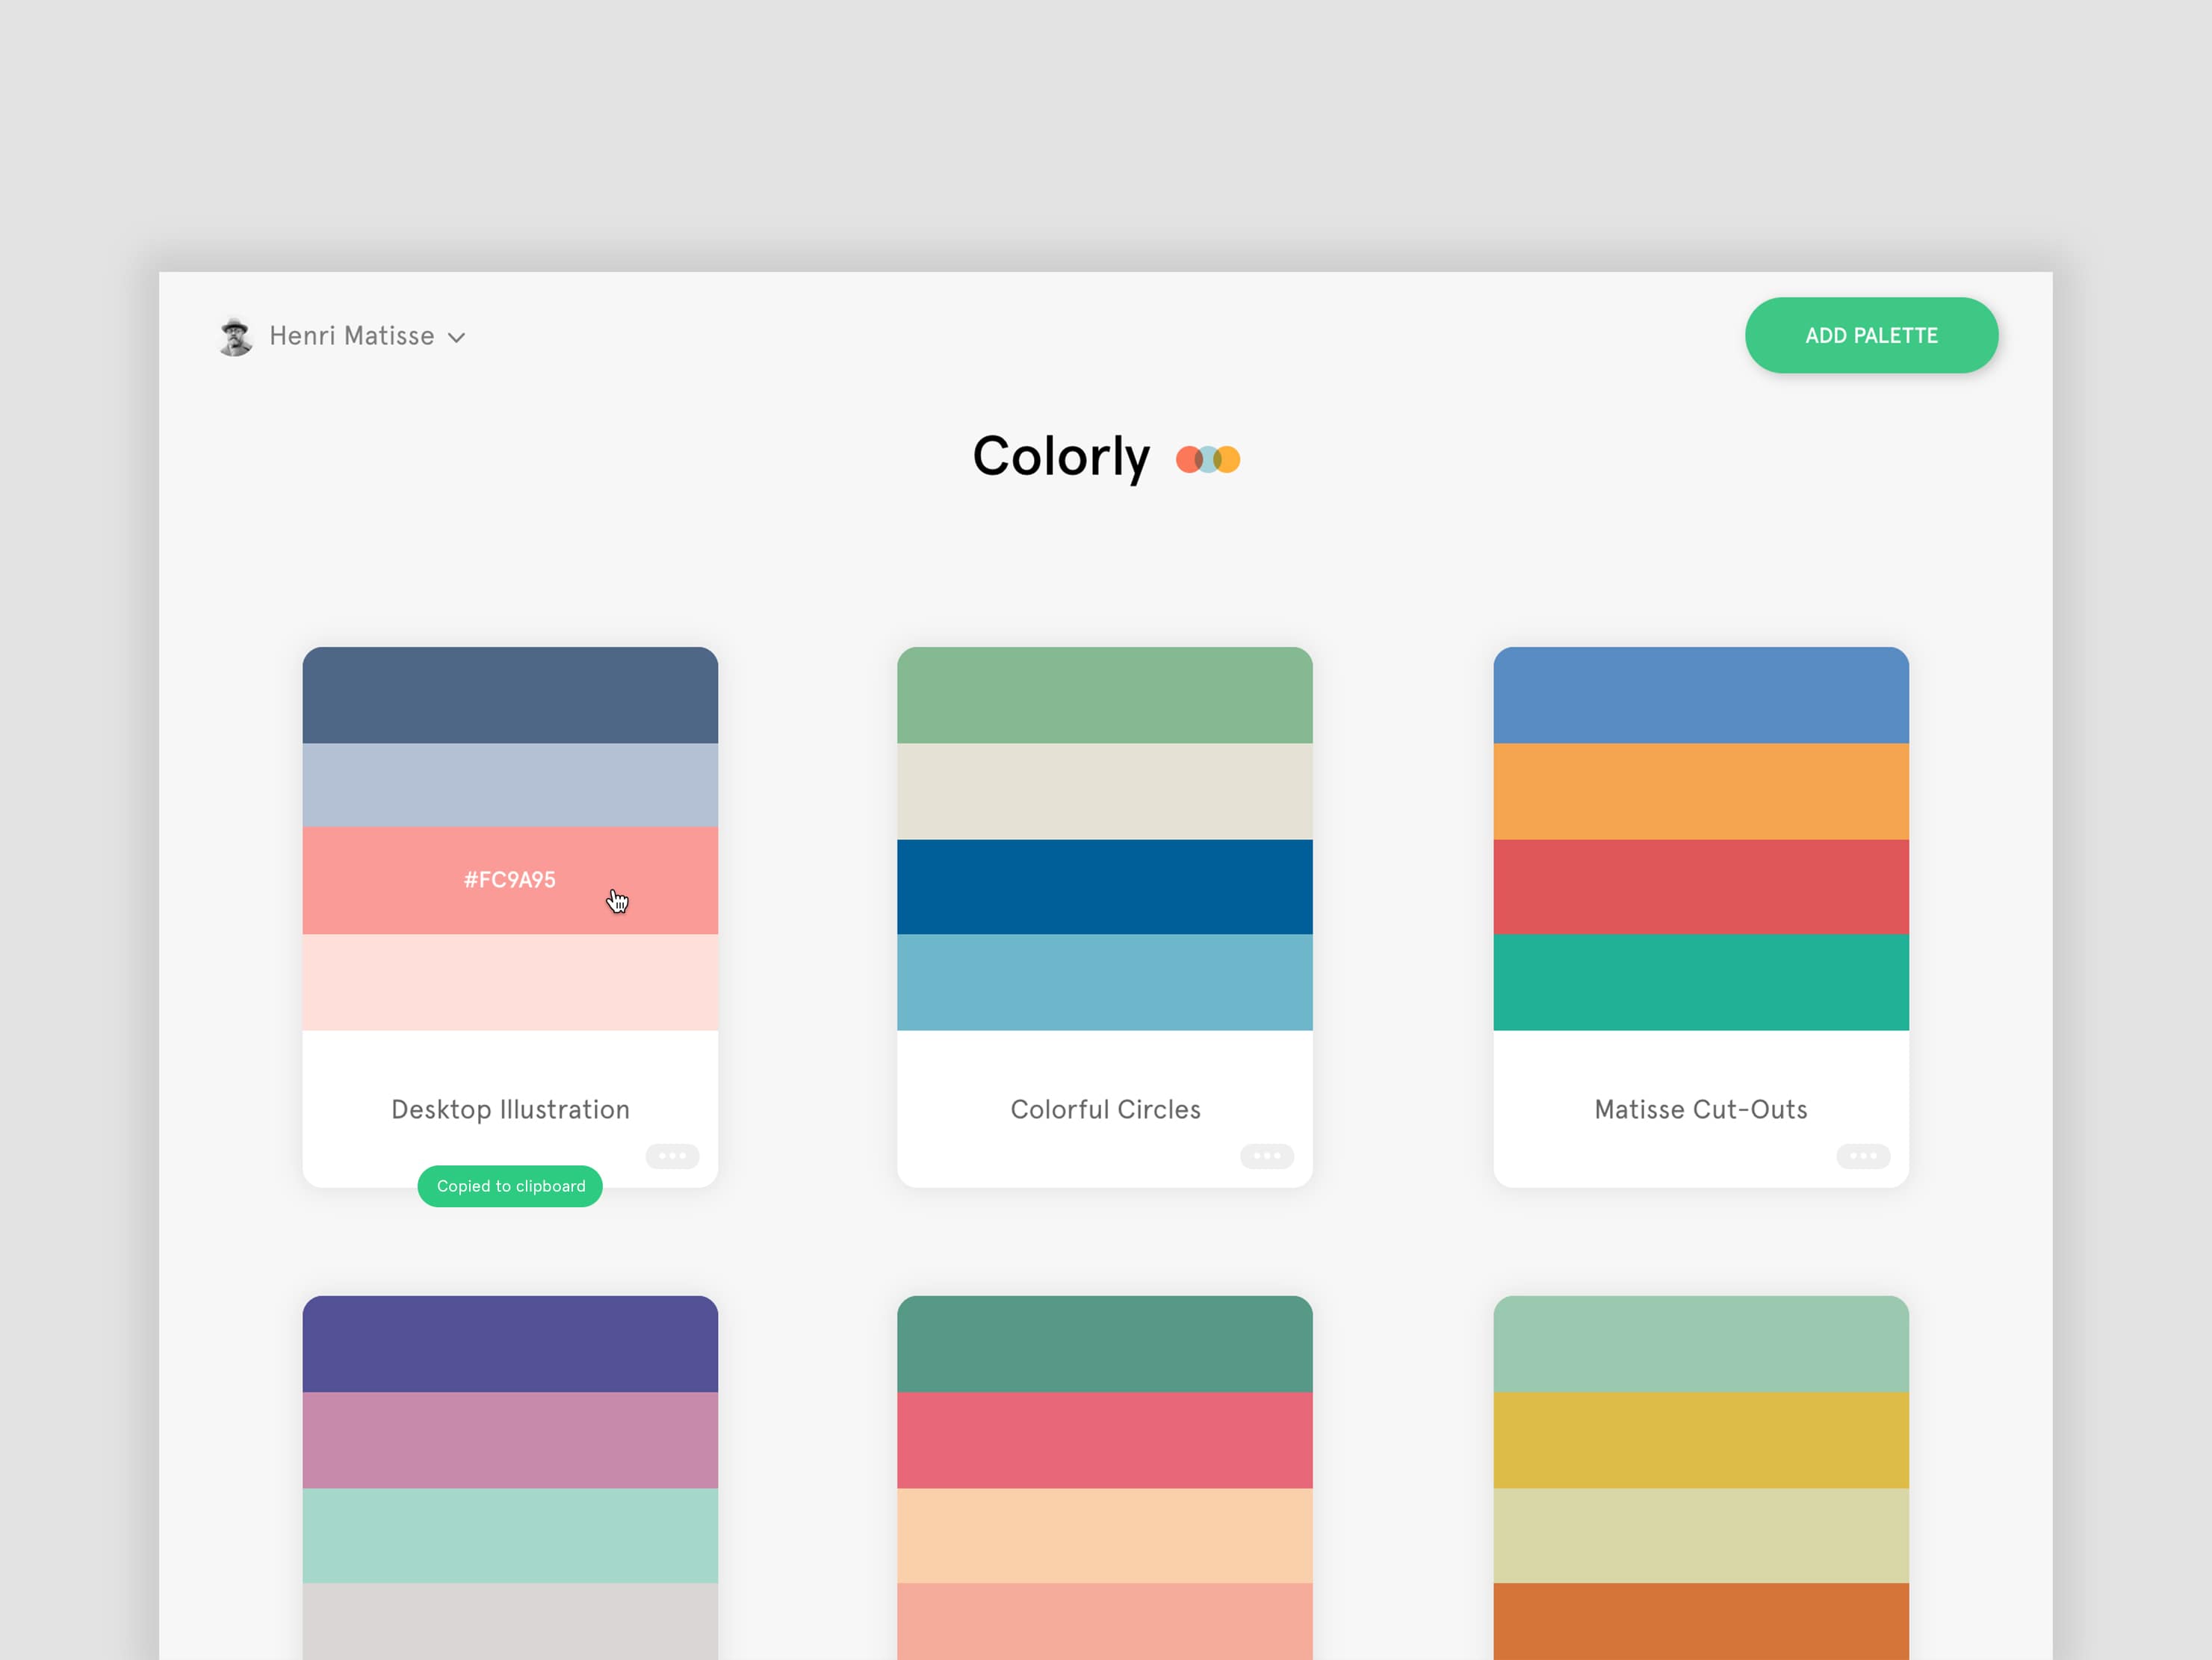 Henri Matisse
ADD PALETTE
Colorly
#FC9A95
Desktop Illustration
Colorful Circles
Matisse Cut-Outs
Copied to clipboard